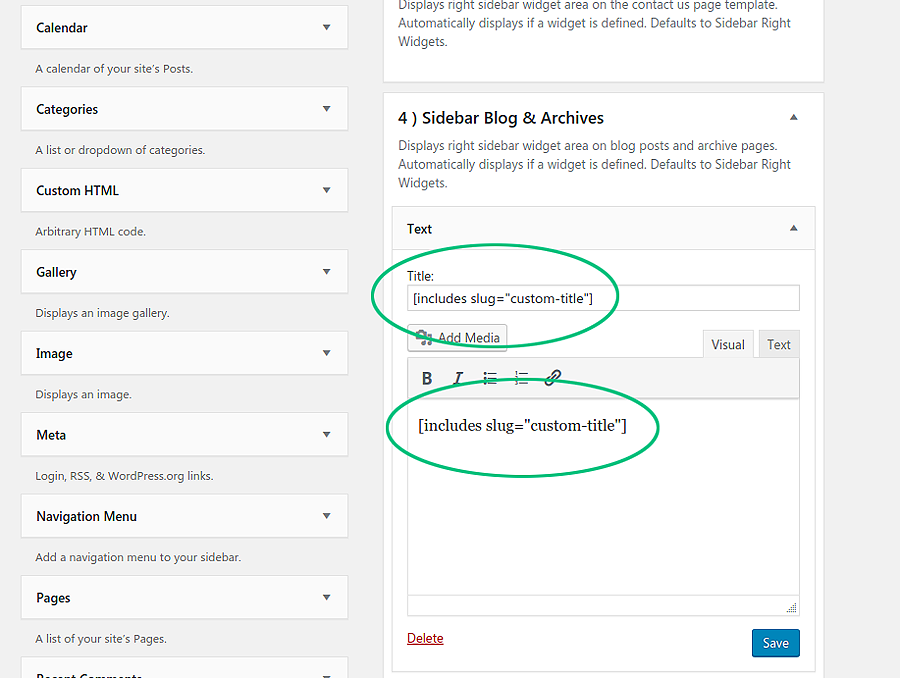 Calendar
A calendar of your site's Posts.
Categories
A list or dropdown of categories.
Custom HTML
Arbitrary HTML code.
Gallery
Displays an image gallery.
Image
Displays an image.
Meta
Login, RSS, & WordPress.org links.
Navigation Menu
Add a navigation menu to your sidebar.
Pages
A list of your site's Pages.
Recent Comments
Displays right sidebar widget area on the contact us page template.
Automatically displays if a widget is defined. Defaults to Sidebar Right
Widgets.
4 ) Sidebar Blog & Archives
Displays right sidebar widget area on blog posts and archive pages.
Automatically displays if a widget is defined. Defaults to Sidebar Right
Widgets.
Text
Title:
[includes slug="custom-title"]
Add Media
Visual Text
B I
[includes slug="custom-title"]
Delete Save